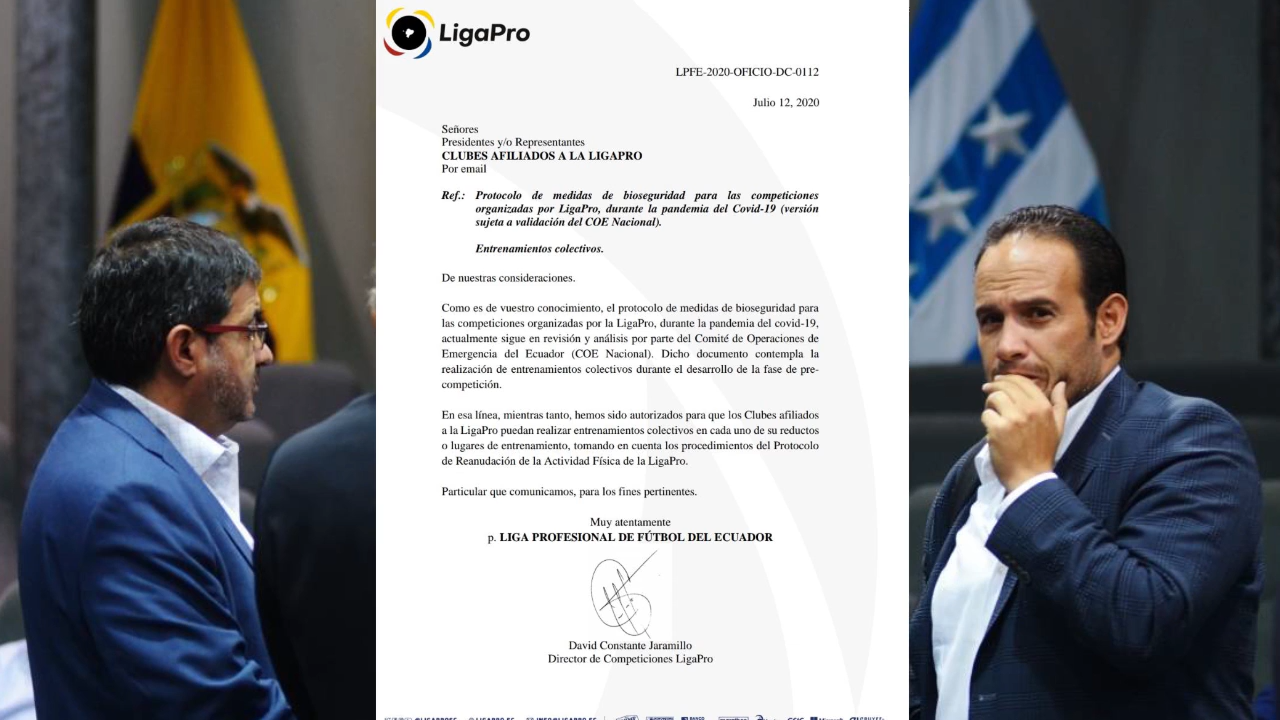 LigaPro
LPFE-2020-OFICIO-DC-0112
Julio 12, 2020
Señores
Presidentes y/o Representantes
CLUBES AFILIADOS A LA LIGAPRO
Por email
Ref.: Protocolo de medidas de bioseguridad para las competiciones
organizadas por LigaPro, durante la pandemia del Covid-19 (versión
sujeta a validación del COE Nacional).
Entrenamientos colectivos.
De nuestras consideraciones.
Como es de vuestro conocimiento, el protocolo de medidas de bioseguridad para
las competiciones organizadas por la LigaPro, durante la pandemia del covid-19,
actualmente sigue en revisión y análisis por parte del Comité de Operaciones de
Emergencia del Ecuador (COE Nacional). Dicho documento contempla la
realización de entrenamientos colectivos durante el desarrollo de la fase de pre-
competición.
En esa línea, mientras tanto, hemos sido autorizados para que los Clubes afiliados
a la LigaPro puedan realizar entrenamientos colectivos en cada uno de su reductos
o lugares de entrenamiento, tomando en cuenta los procedimientos del Protocolo
de Reanudación de la Actividad Física de la LigaPro.
Particular que comunicamos, para los fines pertinentes.
Muy atentamente
p. LIGA PROFESIONAL DE FÚTBOL DEL ECUADOR
David Constante Jaramillo
Director de Competiciones LigaPro